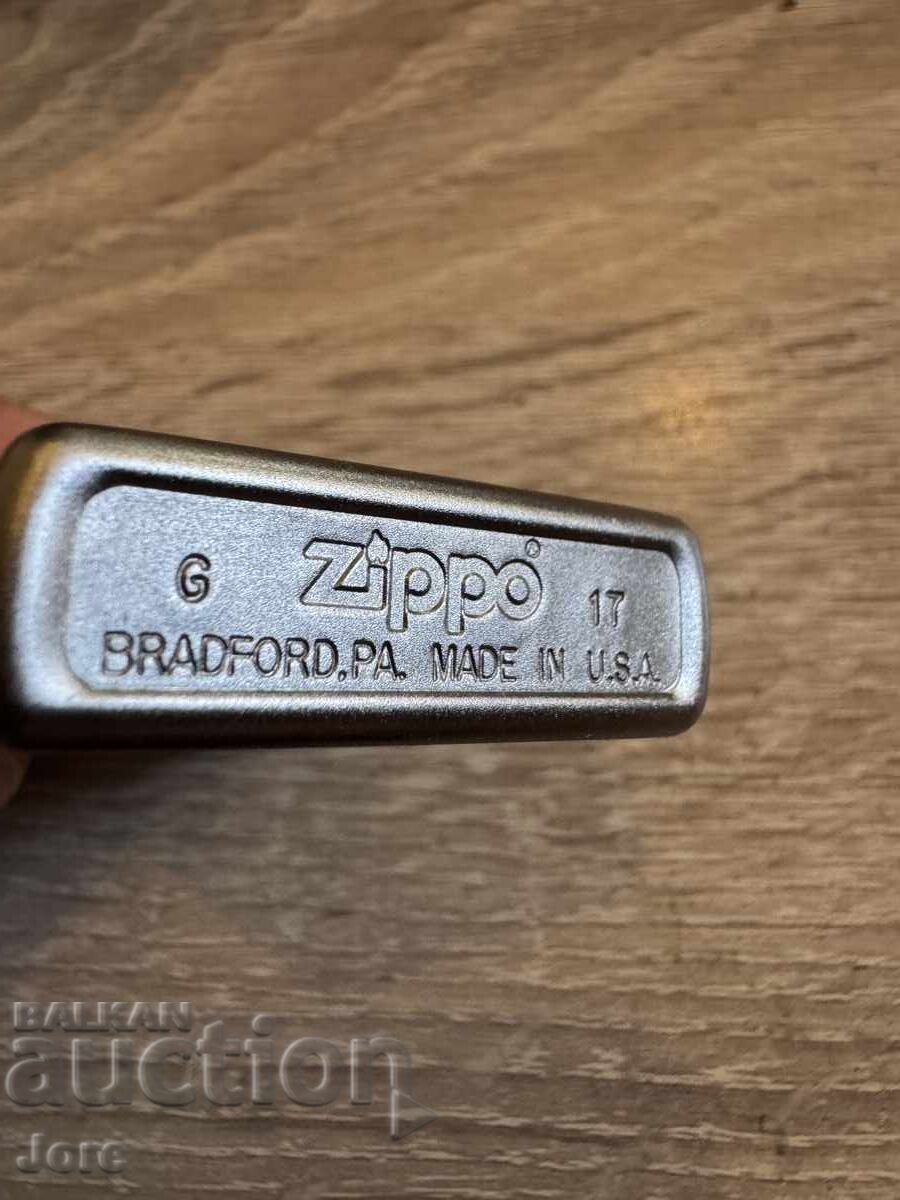 G zippo® 17
BRADFORD, PA. MADE IN U.S.A.
BALKAN
auction
Jore